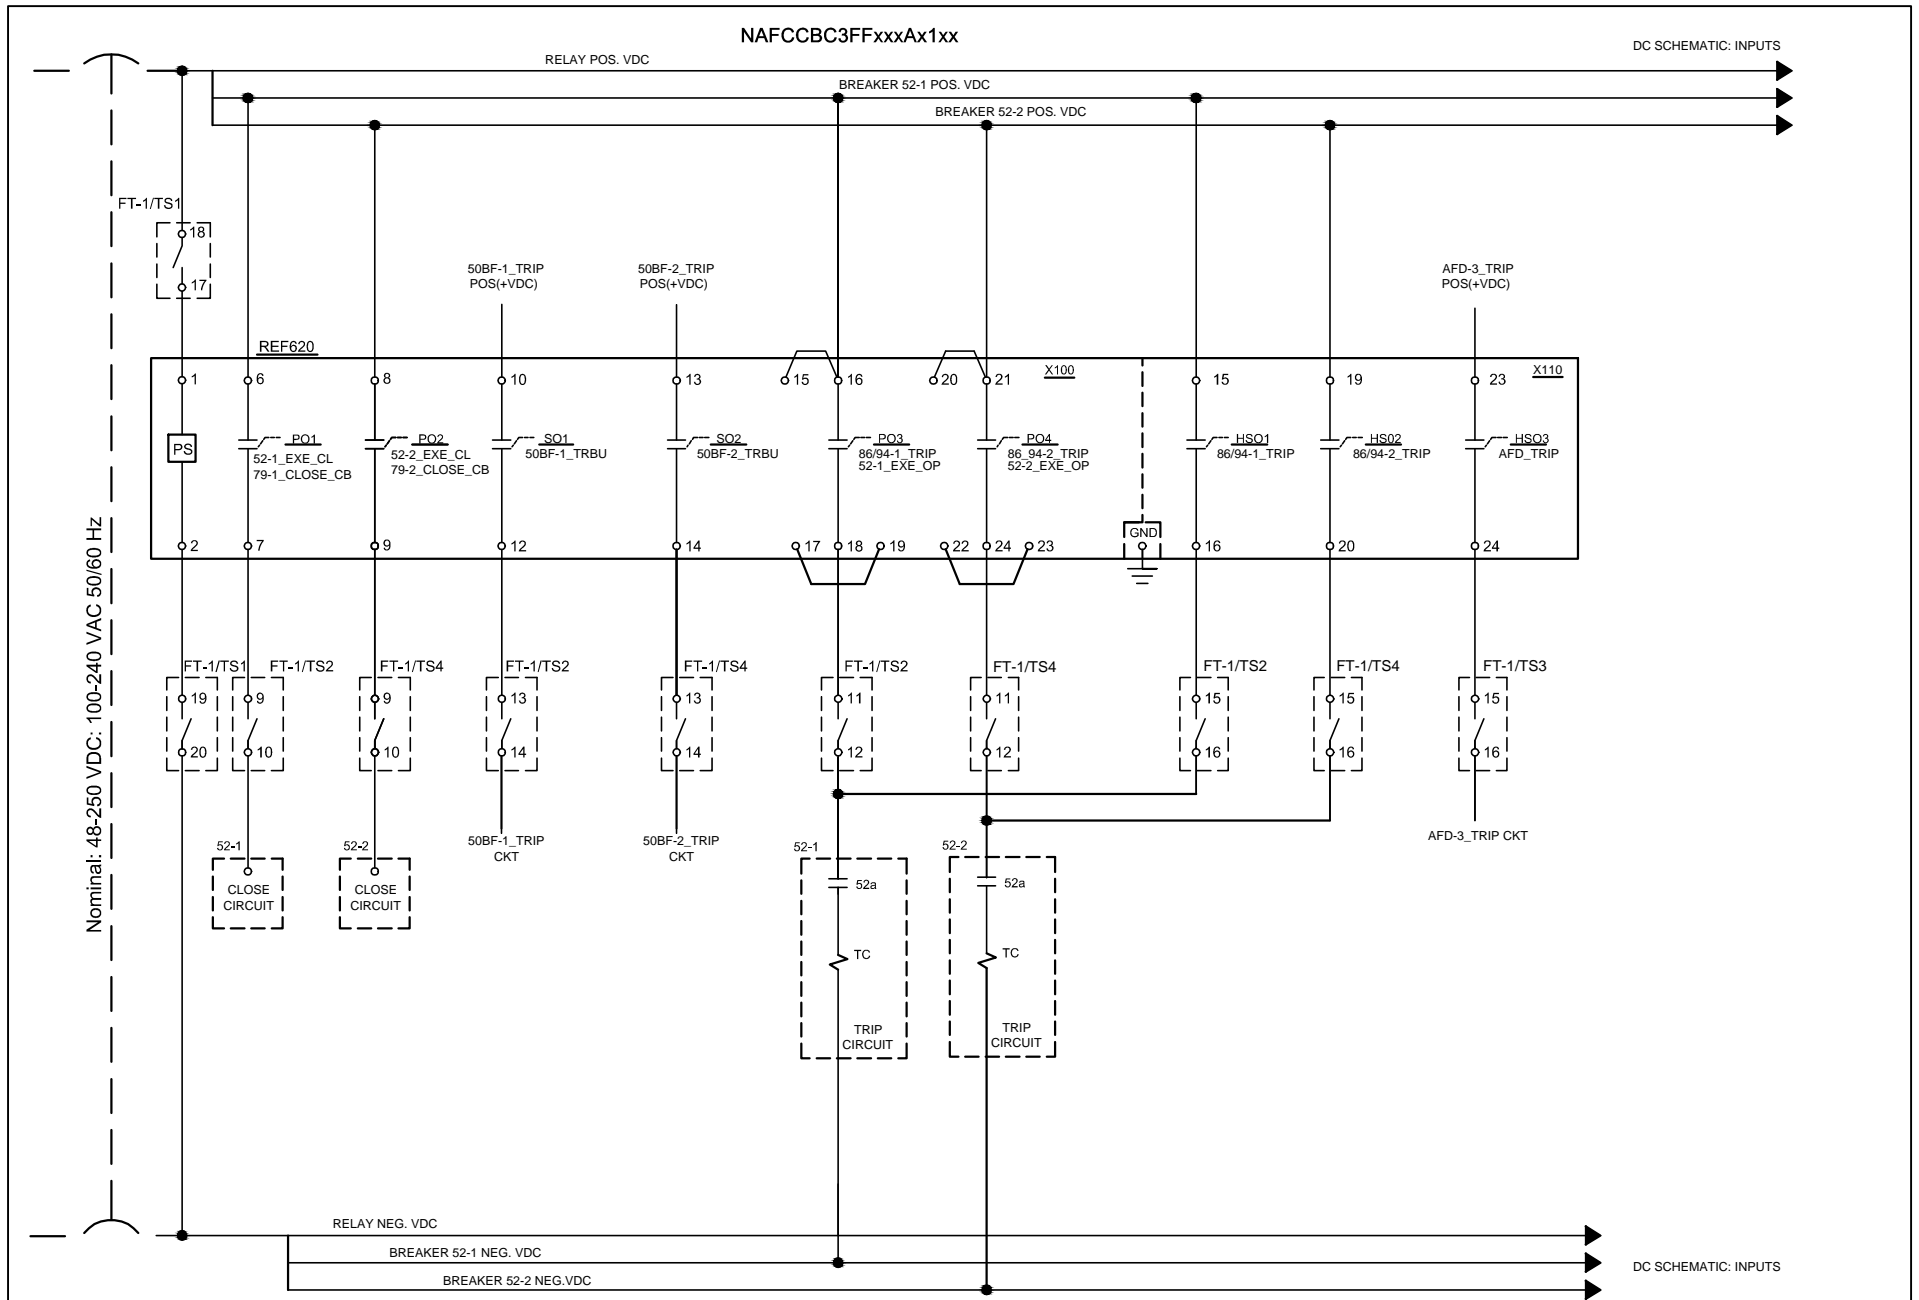 NAFCCBC3FFxxxAx1xx
DC SCHEMATIC: INPUTS
RELAY POS. VDC
BREAKER 52-1 POS. VDC
BREAKER 52-2 POS. VDC
FT-1/TS1
18
17
50BF-1_TRIP
POS(+VDC)
50BF-2_TRIP
POS(+VDC)
AFD-3_TRIP
POS(+VDC)
REF620
1
6
8
10
13
15
16
20
21
X100
15
19
23
X110
PS
PO1
52-1_EXE_CL
79-1_CLOSE_CB
PO2
52-2_EXE_CL
79-2_CLOSE_CB
SO1
50BF-1_TRBU
SO2
50BF-2_TRBU
PO3
86/94-1_TRIP
52-1_EXE_OP
PO4
86_94-2_TRIP
52-2_EXE_OP
HSO1
86/94-1_TRIP
HS02
86/94-2_TRIP
HSO3
AFD_TRIP
GND
2
7
9
12
14
17
18
19
22
24
23
16
20
24
Nominal: 48-250 VDC: 100-240 VAC 50/60 Hz
FT-1/TS1
FT-1/TS2
FT-1/TS4
FT-1/TS2
FT-1/TS4
FT-1/TS2
FT-1/TS4
FT-1/TS2
FT-1/TS4
FT-1/TS3
19
9
9
13
13
11
11
15
15
15
20
10
10
14
14
12
12
16
16
16
52-1
CLOSE
CIRCUIT
52-2
CLOSE
CIRCUIT
50BF-1_TRIP
CKT
50BF-2_TRIP
CKT
AFD-3_TRIP CKT
52-1
52a
TC
TRIP
CIRCUIT
52-2
52a
TC
TRIP
CIRCUIT
RELAY NEG. VDC
BREAKER 52-1 NEG. VDC
BREAKER 52-2 NEG.VDC
DC SCHEMATIC: INPUTS